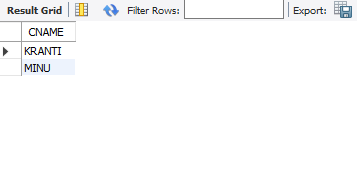 Result Grid Filter Rows: Export:
CNAME
KRANTI
MINU